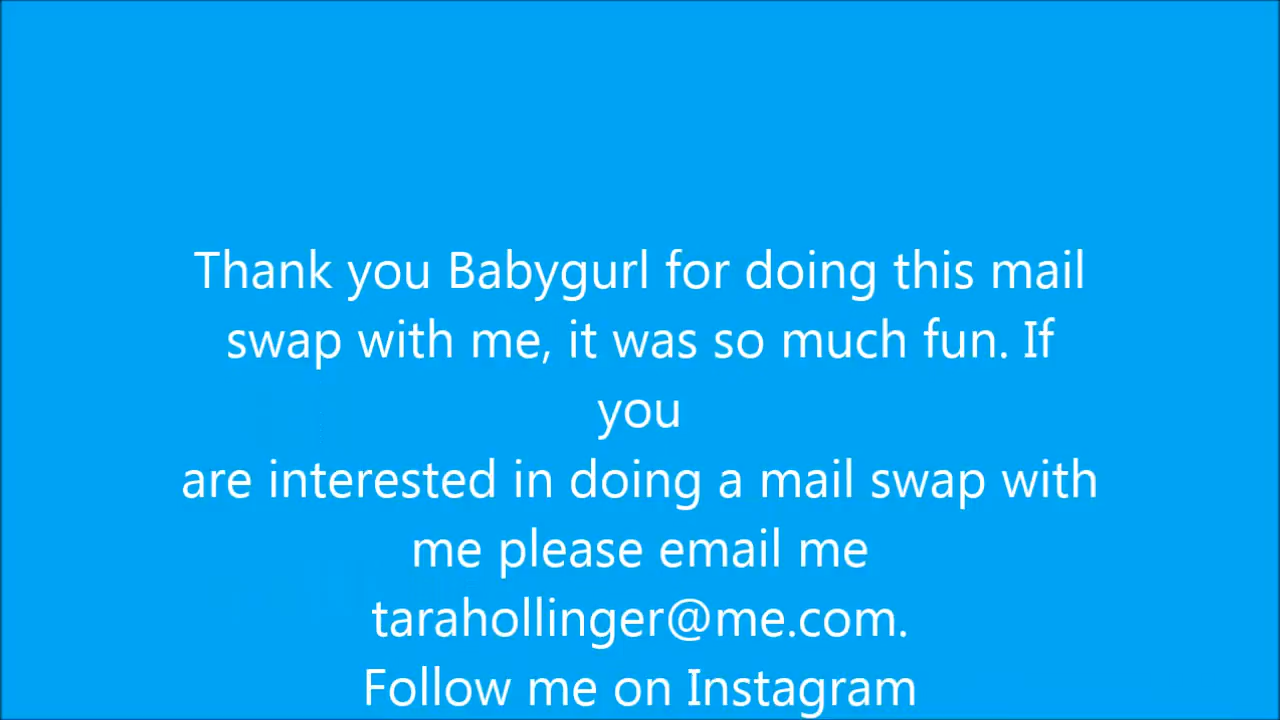 Thank you Babygurl for doing this mail
swap with me, it was so much fun. If
you
are interested in doing a mail swap with
me please email me
tarahollinger@me.com.
Follow me on Instagram